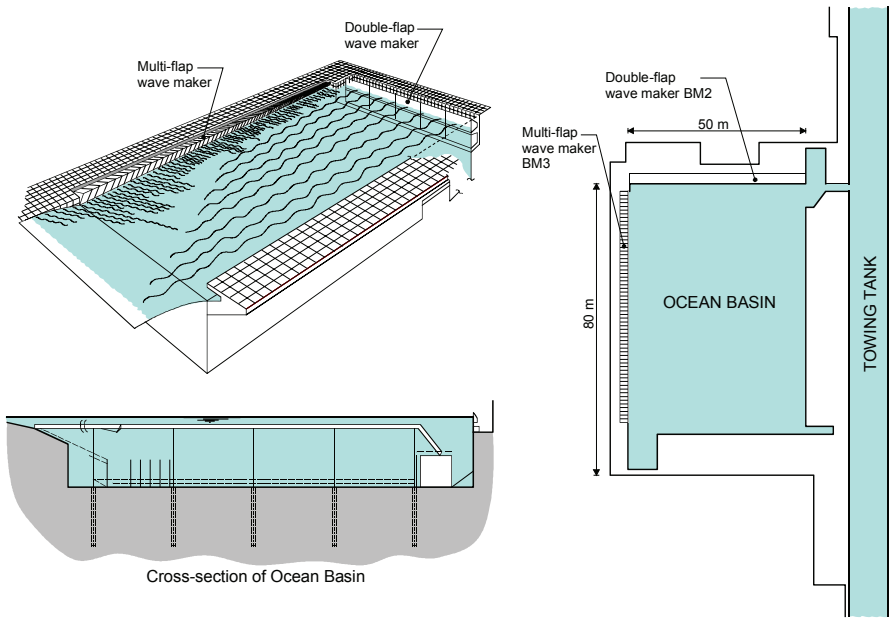 Double-flap
wave maker
Multi-flap
wave maker
Double-flap
wave maker BM2
50 m
Multi-flap
wave maker
BM3
80 m
OCEAN BASIN
TOWING TANK
Cross-section of Ocean Basin